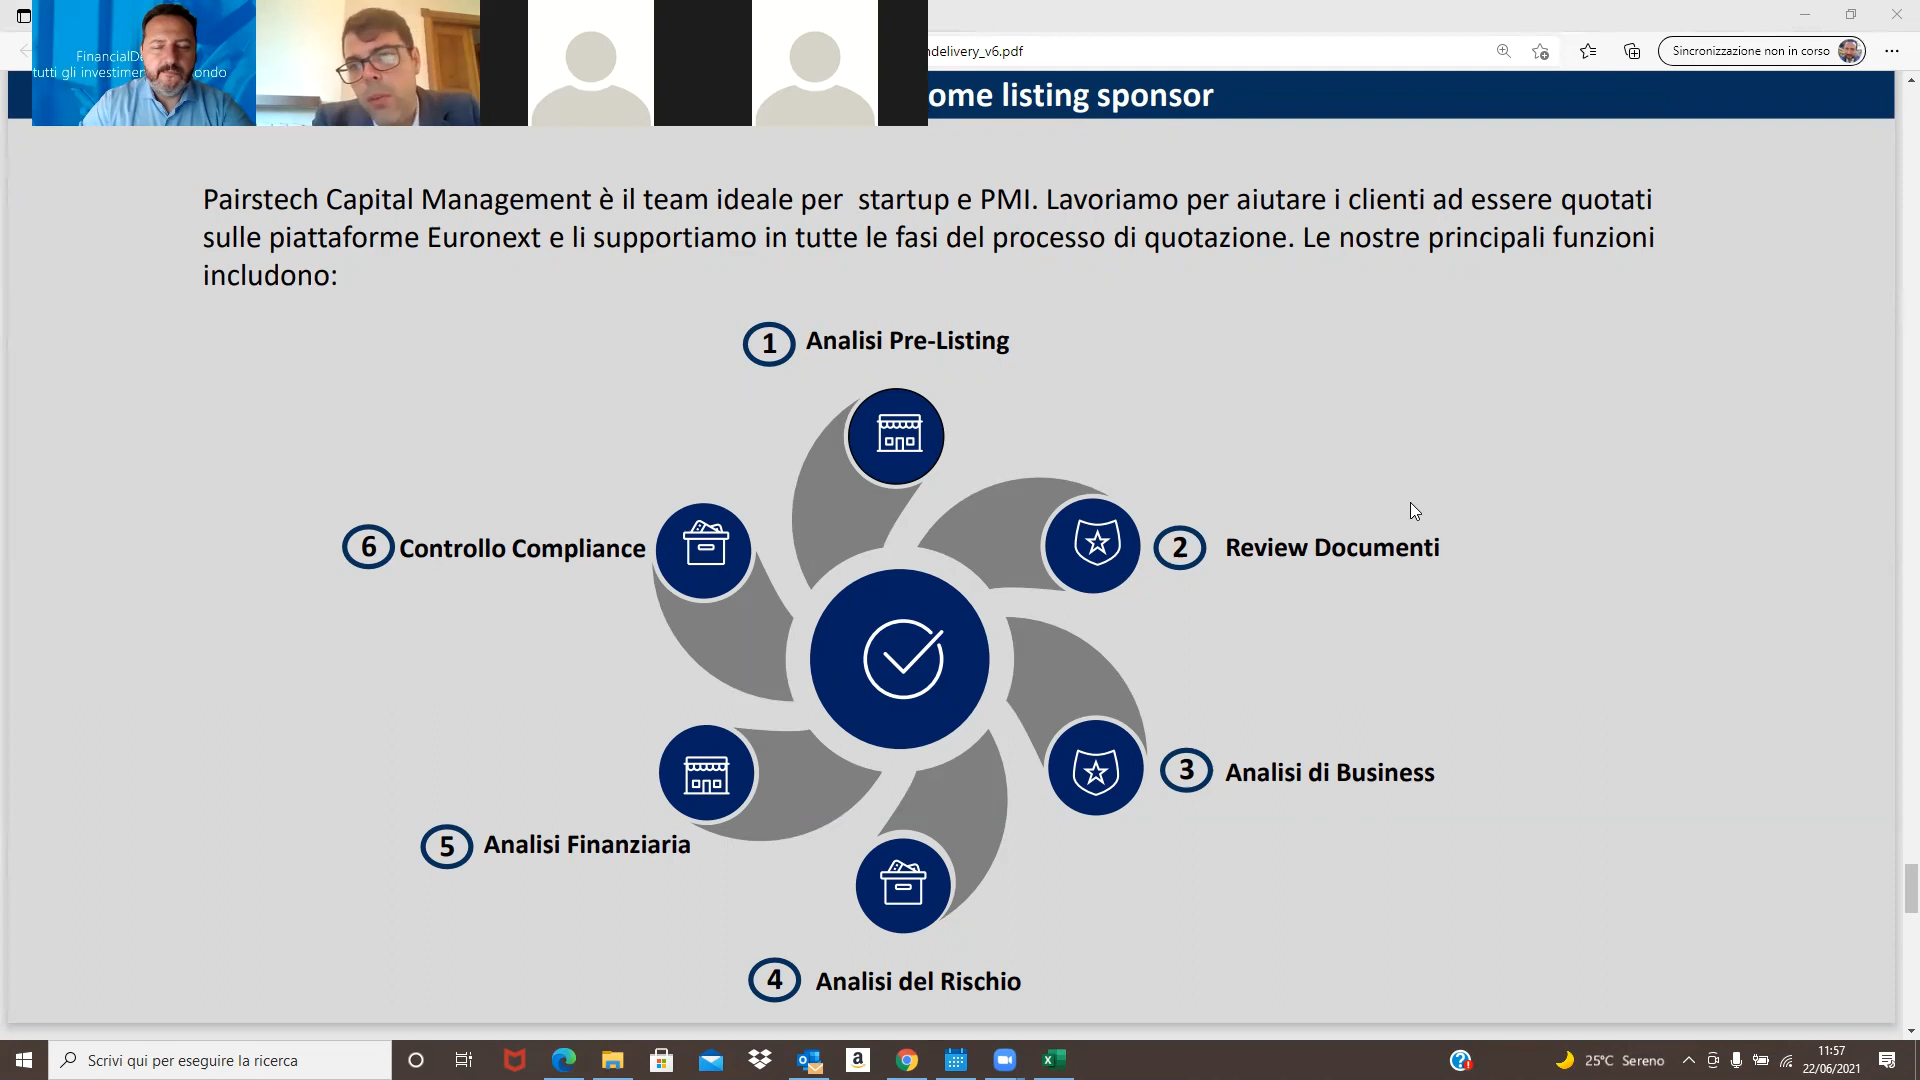 FinancialDe
tutti gli investimen ondo
ndelivery_v6.pdf
Sincronizzazione non in corso
ome listing sponsor
Pairstech Capital Management è il team ideale per startup e PMI. Lavoriamo per aiutare i clienti ad essere quotati
sulle piattaforme Euronext e li supportiamo in tutte le fasi del processo di quotazione. Le nostre principali funzioni
includono:
1 Analisi Pre-Listing
2 Review Documenti
3 Analisi di Business
4 Analisi del Rischio
5 Analisi Finanziaria
6 Controllo Compliance
Scrivi qui per eseguire la ricerca
a
25°C Sereno
11:57
22/06/2021